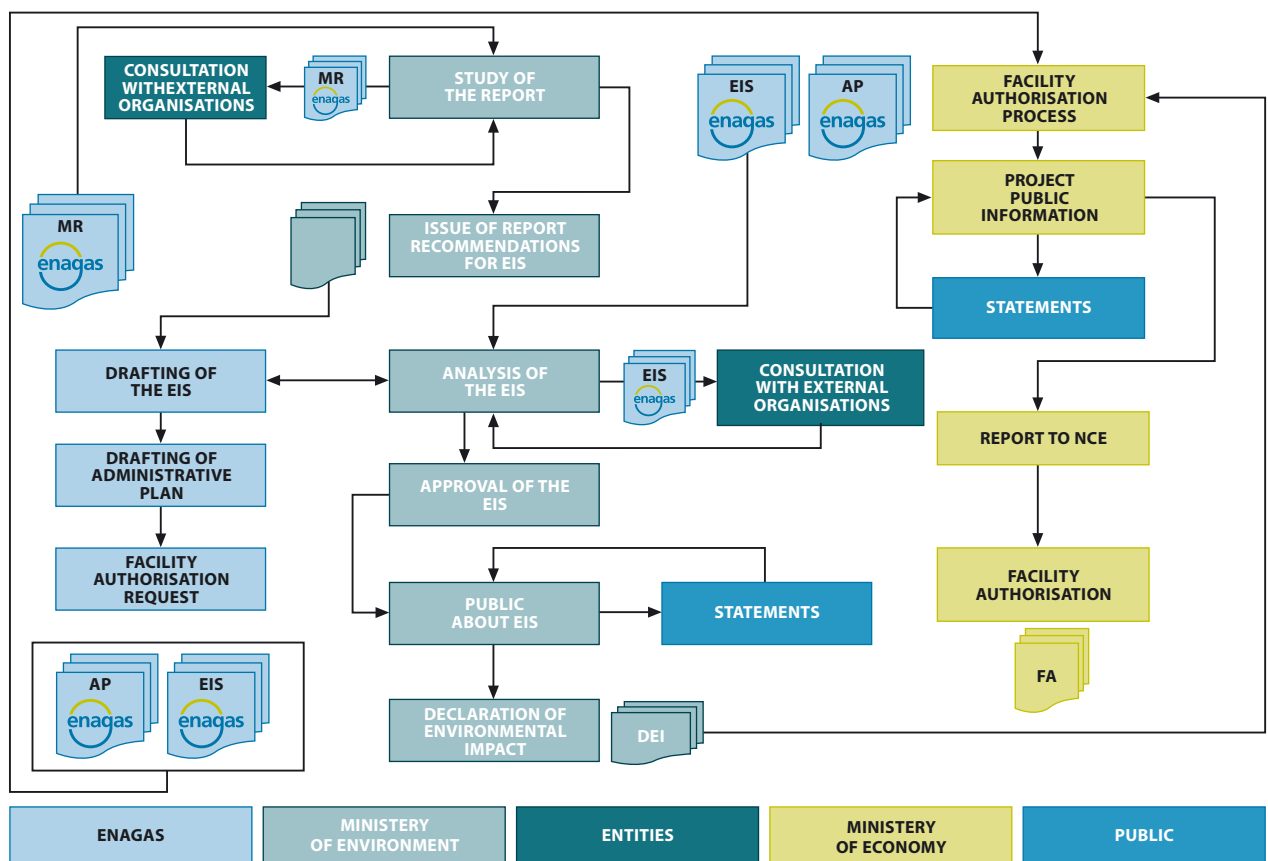 CONSULTATION
WITHEXTERNAL
ORGANISATIONS
MR
enagas
STUDY OF
THE REPORT
EIS
enagas
AP
enagas
FACILITY
AUTHORISATION
PROCESS
MR
enagas
ISSUE OF REPORT
RECOMMENDATIONS
FOR EIS
PROJECT
PUBLIC
INFORMATION
STATEMENTS
DRAFTING OF
THE EIS
ANALYSIS OF
THE EIS
EIS
enagas
CONSULTATION
WITH EXTERNAL
ORGANISATIONS
REPORT TO NCE
DRAFTING OF
ADMINISTRATIVE
PLAN
APPROVAL OF THE
EIS
FACILITY
AUTHORISATION
REQUEST
PUBLIC
ABOUT EIS
STATEMENTS
FACILITY
AUTHORISATION
FA
AP
enagas
EIS
enagas
DECLARATION OF
ENVIRONMENTAL
IMPACT
DEI
ENAGAS
MINISTRY
OF ENVIRONMENT
ENTITIES
MINISTRY
OF ECONOMY
PUBLIC